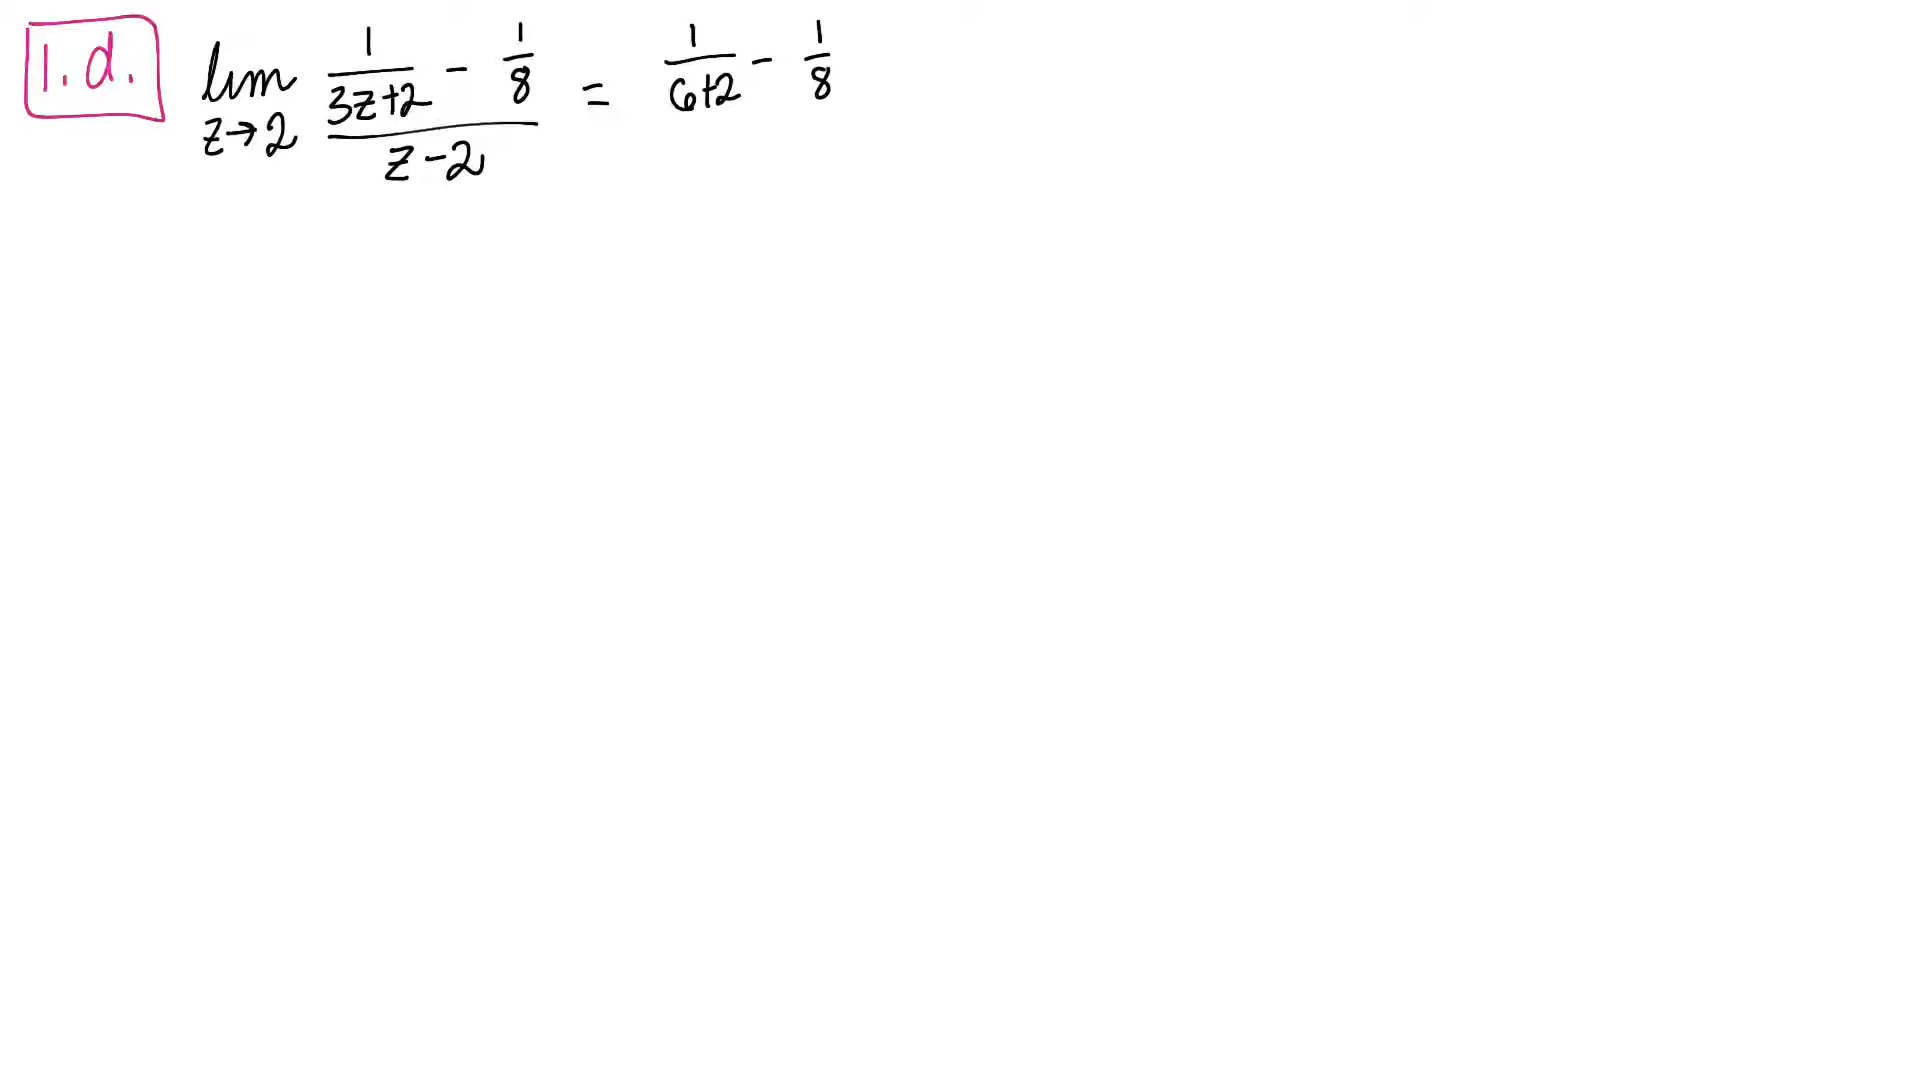 1.d.
lim z→2 (1/(3z+2) - 1/8)/(z-2) = 1/(6+2) - 1/8